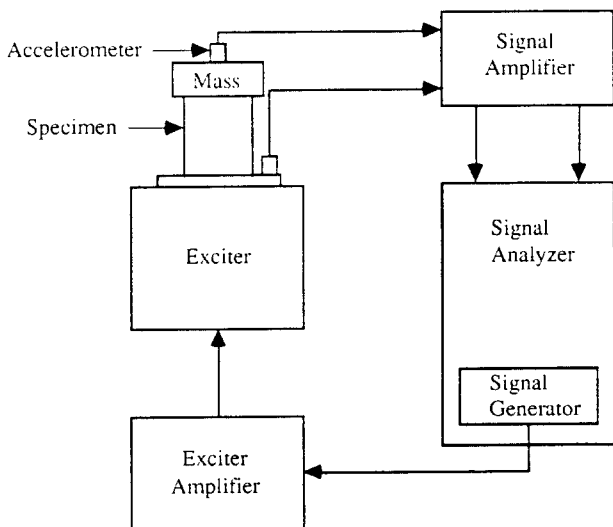 Accelerometer
Mass
Specimen
Exciter
Exciter
Amplifier
Signal
Amplifier
Signal
Analyzer
Signal
Generator